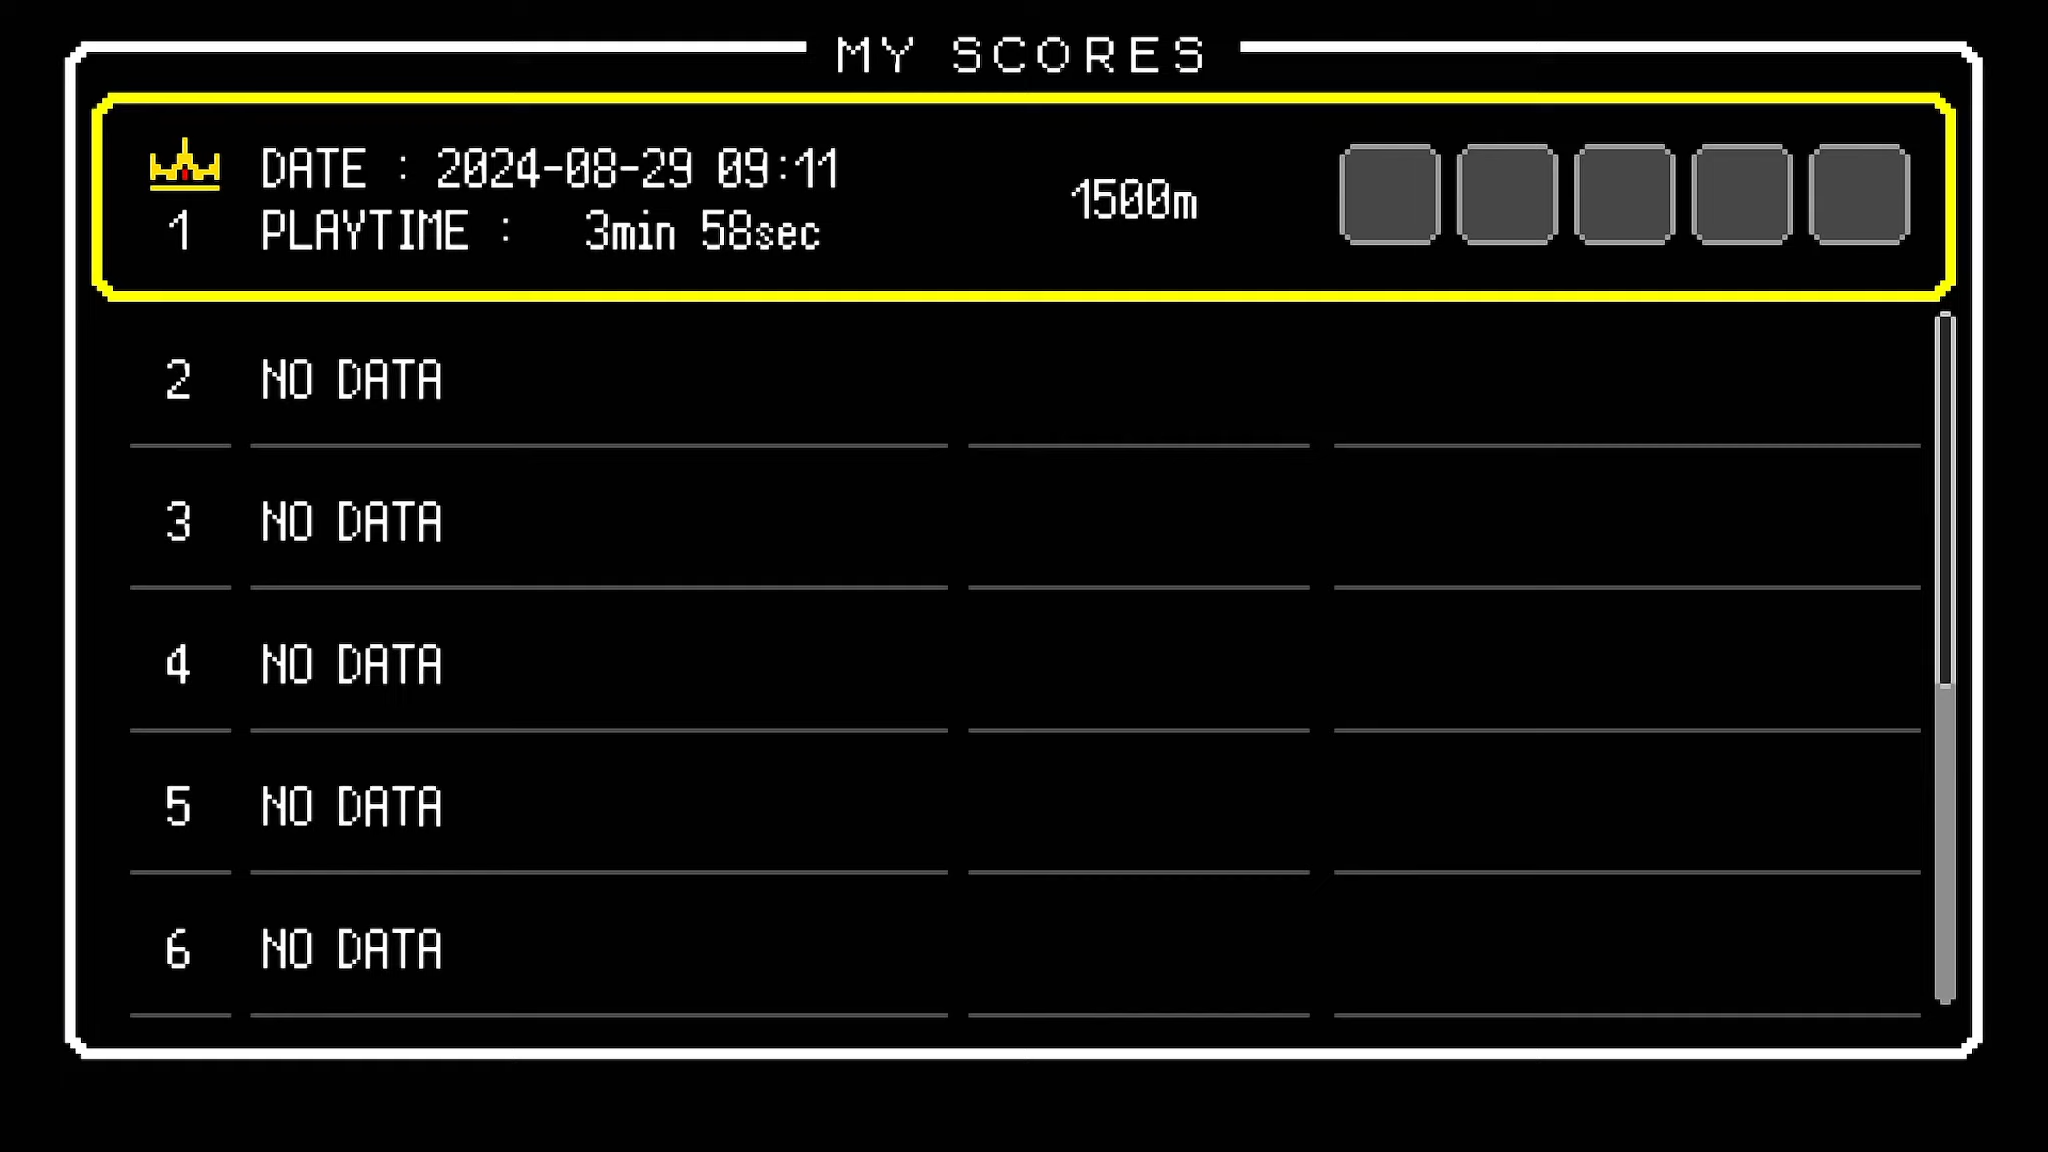 MY SCORES
DATE : 2024-08-29 09:11
1 PLAYTIME : 3min 58sec
1500m
2 NO DATA
3 NO DATA
4 NO DATA
5 NO DATA
6 NO DATA